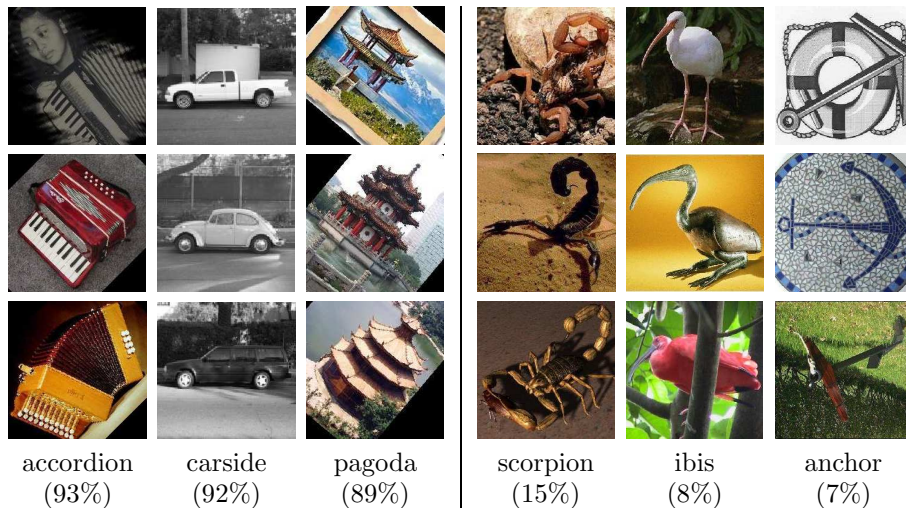 accordion carside pagoda scorpion ibis anchor
(93%) (92%) (89%) (15%) (8%) (7%)